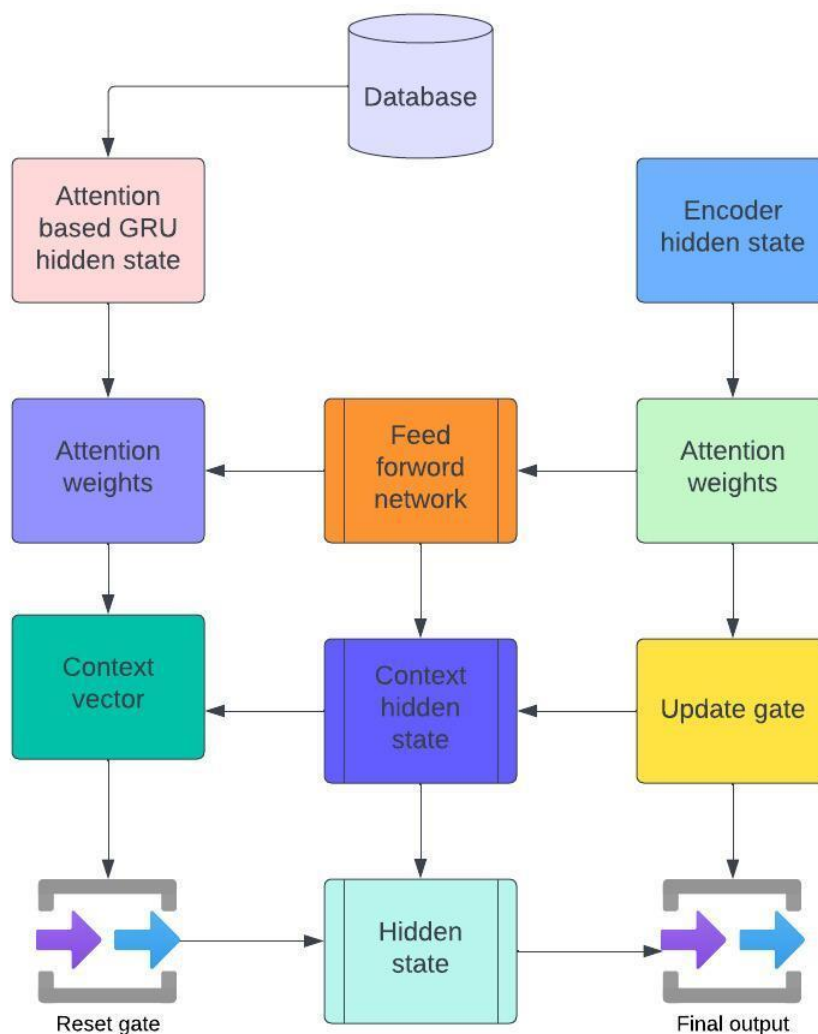 Database
Attention
based GRU
hidden state
Encoder
hidden state
Attention
weights
Feed
forword
network
Attention
weights
Context
vector
Context
hidden
state
Update gate
Hidden
state
Reset gate
Final output